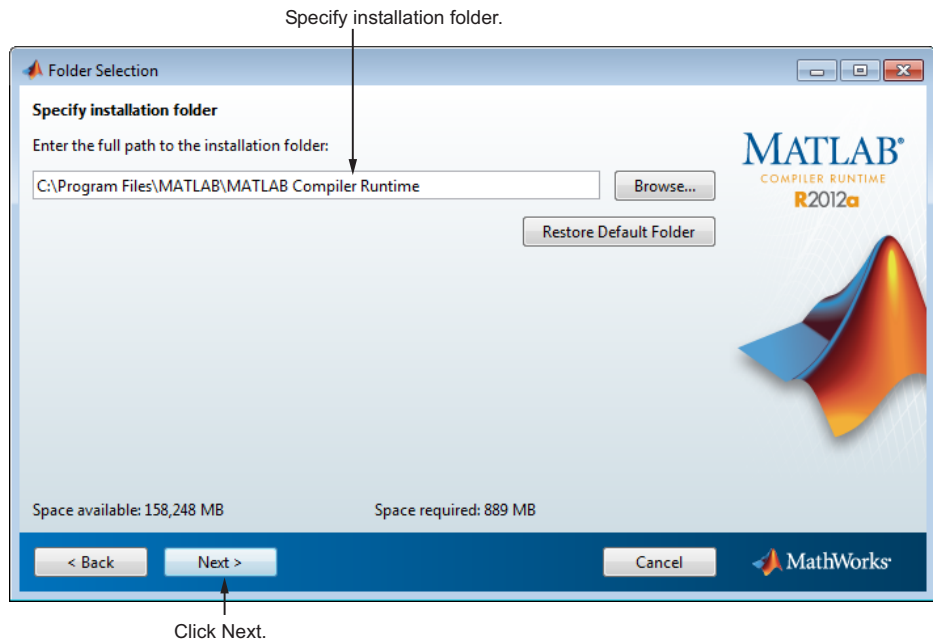 Specify installation folder.
Folder Selection
Specify installation folder
Enter the full path to the installation folder:
C:\Program Files\MATLAB\MATLAB Compiler Runtime
Browse...
Restore Default Folder
MATLAB®
COMPILER RUNTIME
R2012a
Space available: 158,248 MB
Space required: 889 MB
< Back
Next >
Cancel
MathWorks®
Click Next.